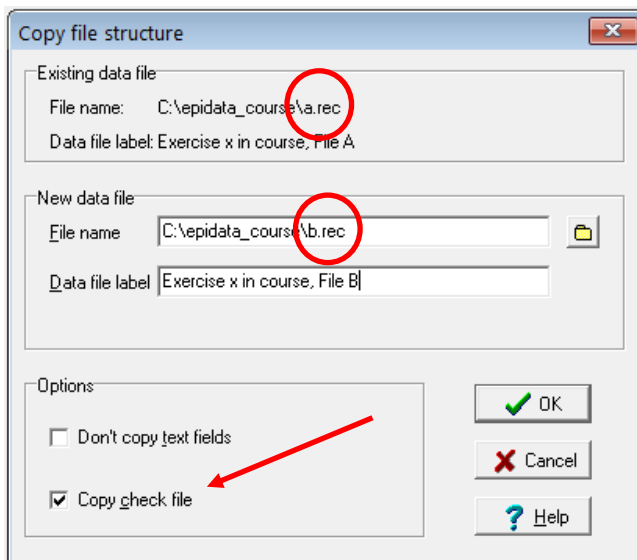 Copy file structure
Existing data file
File name: C:\epidata_course\a.rec
Data file label: Exercise x in course, File A
New data file
File name C:\epidata_course\b.rec
Data file label Exercise x in course, File B
Options
Don't copy text fields
Copy check file
OK
Cancel
Help